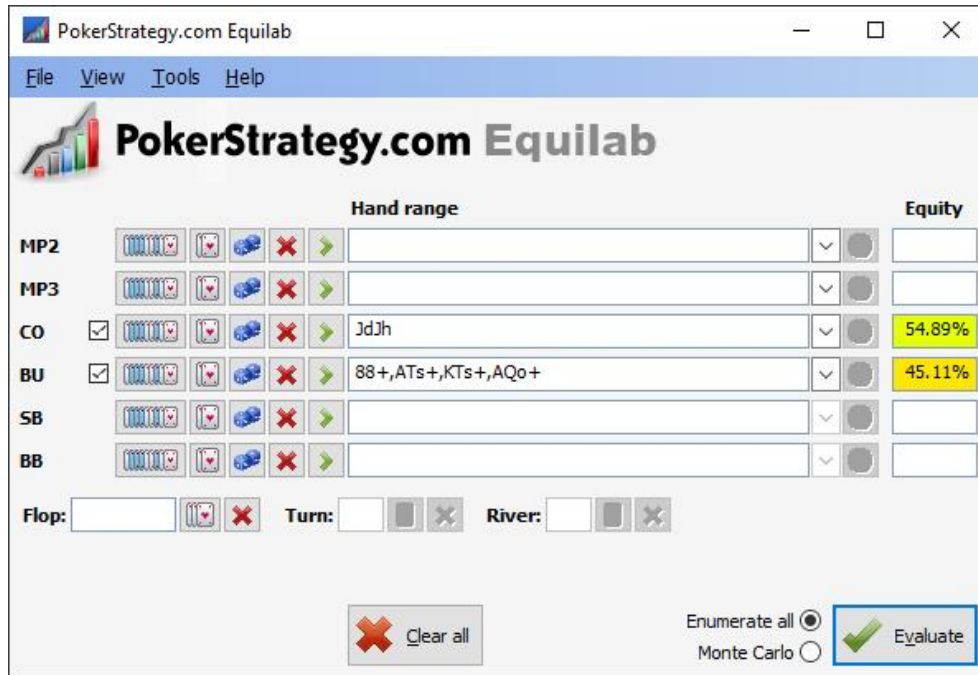 PokerStrategy.com Equilab
File View Tools Help
PokerStrategy.com Equilab
Hand range Equity
MP2
MP3
CO JdJh 54.89%
BU 88+,ATs+,KTs+,AQo+ 45.11%
SB
BB
Flop: Turn: River:
Enumerate all
Clear all Evaluate
Monte Carlo